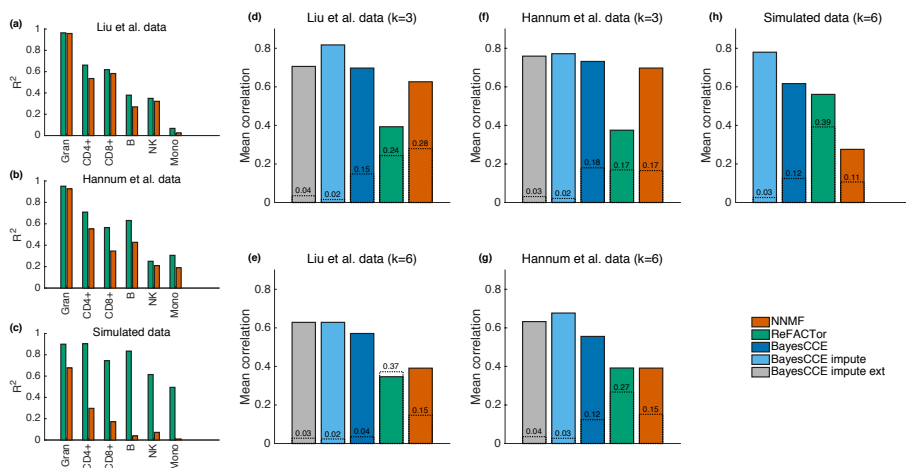 (a)
Liu et al. data
1
0.8
0.6
0.4
0.2
0
R²
Gran
CD4+
CD8+
B
NK
Mono
(b)
Hannum et al. data
1
0.8
0.6
0.4
0.2
0
R²
Gran
CD4+
CD8+
B
NK
Mono
(c)
Simulated data
1
0.8
0.6
0.4
0.2
0
R²
Gran
CD4+
CD8+
B
NK
Mono
(d)
Liu et al. data (k=3)
0.8
0.6
0.4
0.2
0
Mean correlation
0.04
0.02
0.15
0.24
0.28
(e)
Liu et al. data (k=6)
0.8
0.6
0.4
0.2
0
Mean correlation
0.03
0.02
0.04
0.37
0.15
(f)
Hannum et al. data (k=3)
0.8
0.6
0.4
0.2
0
Mean correlation
0.03
0.02
0.18
0.17
0.17
(g)
Hannum et al. data (k=6)
0.8
0.6
0.4
0.2
0
Mean correlation
0.04
0.03
0.12
0.27
0.15
(h)
Simulated data (k=6)
0.8
0.6
0.4
0.2
0
Mean correlation
0.03
0.12
0.39
0.11
NNMF
ReFACTor
BayesCCE
BayesCCE impute
BayesCCE impute ext